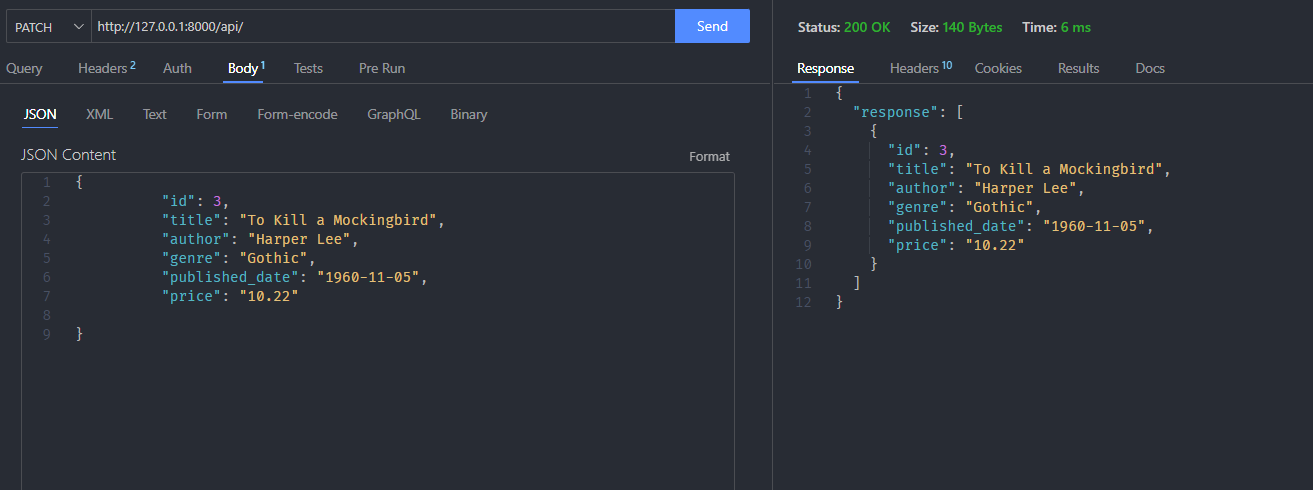 PATCH http://127.0.0.1:8000/api/ Send
Query Headers 2 Auth Body 1 Tests Pre Run
JSON XML Text Form Form-encode GraphQL Binary
JSON Content Format
1 {
2 "id": 3,
3 "title": "To Kill a Mockingbird",
4 "author": "Harper Lee",
5 "genre": "Gothic",
6 "published_date": "1960-11-05",
7 "price": "10.22"
8
9 }
Status: 200 OK Size: 140 Bytes Time: 6 ms
Response Headers 10 Cookies Results Docs
1 {
2 "response": [
3 {
4 "id": 3,
5 "title": "To Kill a Mockingbird",
6 "author": "Harper Lee",
7 "genre": "Gothic",
8 "published_date": "1960-11-05",
9 "price": "10.22"
10 }
11 ]
12 }